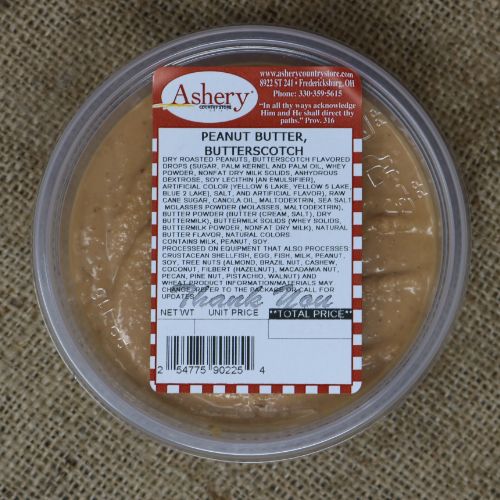 Ashery
COUNTRY STORE
www.asherycountrystore.com
8922 ST 241 • Fredericksburg, OH
Phone: 330-359-5615
"In all thy ways acknowledge
Him and He shall direct thy
paths." Prov. 316
PEANUT BUTTER,
BUTTERSCOTCH
DRY ROASTED PEANUTS, BUTTERSCOTCH FLAVORED
DROPS (SUGAR, PALM KERNEL AND PALM OIL, WHEY
POWDER, NONFAT DRY MILK SOLIDS, ANHYDROUS
DEXTROSE, SOY LECITHIN (AN EMULSIFIER),
ARTIFICIAL COLOR (YELLOW 6 LAKE, YELLOW 5 LAKE,
BLUE 2 LAKE), SALT, AND ARTIFICIAL FLAVOR), RAW
CANE SUGAR, CANOLA OIL, MALTODEXTRIN, SEA SALT
MOLASSES POWDER (MOLASSES, MALTODEXTRIN),
BUTTER POWDER (BUTTER (CREAM, SALT), DRY
BUTTERMILK), BUTTERMILK SOLIDS (WHEY SOLIDS,
BUTTERMILK POWDER, NONFAT DRY MILK), NATURAL
BUTTER FLAVOR, NATURAL COLORS
CONTAINS MILK, PEANUT, SOY
PROCESSED ON EQUIPMENT THAT ALSO PROCESSES:
CRUSTACEAN SHELLFISH, EGG, FISH, MILK, PEANUT,
SOY, TREE NUTS (ALMOND, BRAZIL NUT, CASHEW,
COCONUT, FILBERT (HAZELNUT), MACADAMIA NUT,
PECAN, PINE NUT, PISTACHIO, WALNUT) AND
WHEAT PRODUCT INFORMATION/MATERIALS MAY
CHANGE. REFER TO THE PACKAGE OR CALL FOR
UPDATES
Thank You
NET WT UNIT PRICE **TOTAL PRICE**
2 54775 90225 4